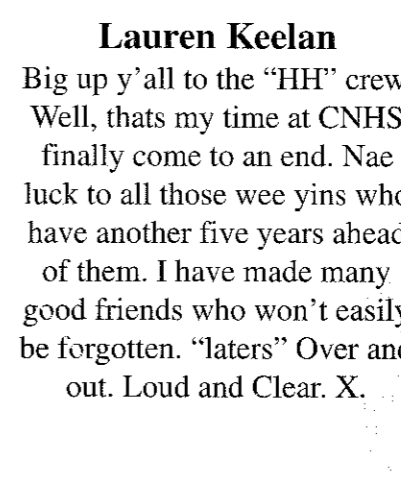 Lauren Keelan
Big up y’all to the “HH” crew
Well, thats my time at CNHS
finally come to an end. Nae
luck to all those wee yins who
have another five years ahead
of them. I have made many
good friends who won’t easily
be forgotten. “laters” Over and
out. Loud and Clear. X.